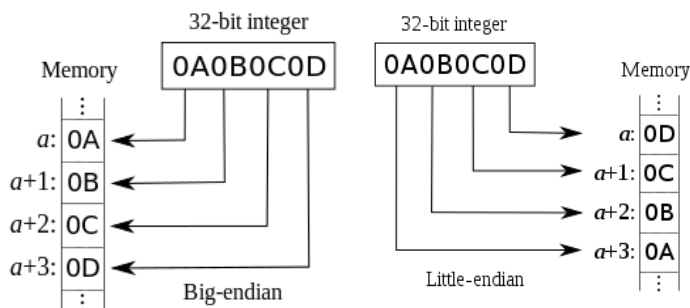 32-bit integer
0A0B0C0D
Memory
⋮
a: 0A
a+1: 0B
a+2: 0C
a+3: 0D
⋮
Big-endian
32-bit integer
0A0B0C0D
Memory
⋮
a: 0D
a+1: 0C
a+2: 0B
a+3: 0A
⋮
Little-endian